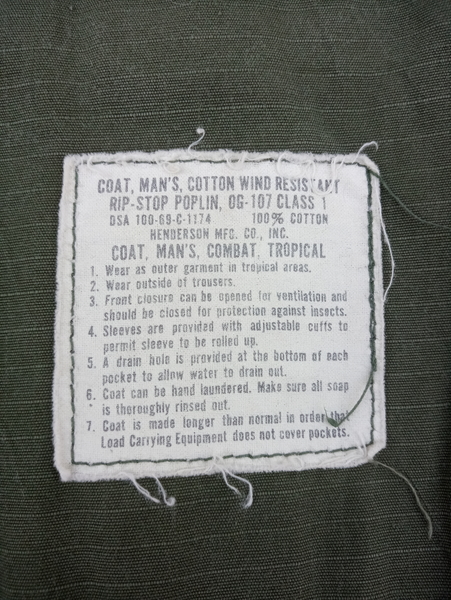 COAT, MAN'S, COTTON WIND RESISTANT
RIP-STOP POPLIN, OG-107 CLASS 1
DSA 100-69-C-1174 100% COTTON
HENDERSON MFG. CO., INC.
COAT, MAN'S, COMBAT, TROPICAL
1. Wear as outer garment in tropical areas.
2. Wear outside of trousers.
3. Front closure can be opened for ventilation and
should be closed for protection against insects.
4. Sleeves are provided with adjustable cuffs to
permit sleeve to be rolled up.
5. A drain hole is provided at the bottom of each
pocket to allow water to drain out.
6. Coat can be hand laundered. Make sure all soap
is thoroughly rinsed out.
7. Coat is made longer than normal in order that
Load Carrying Equipment does not cover pockets.